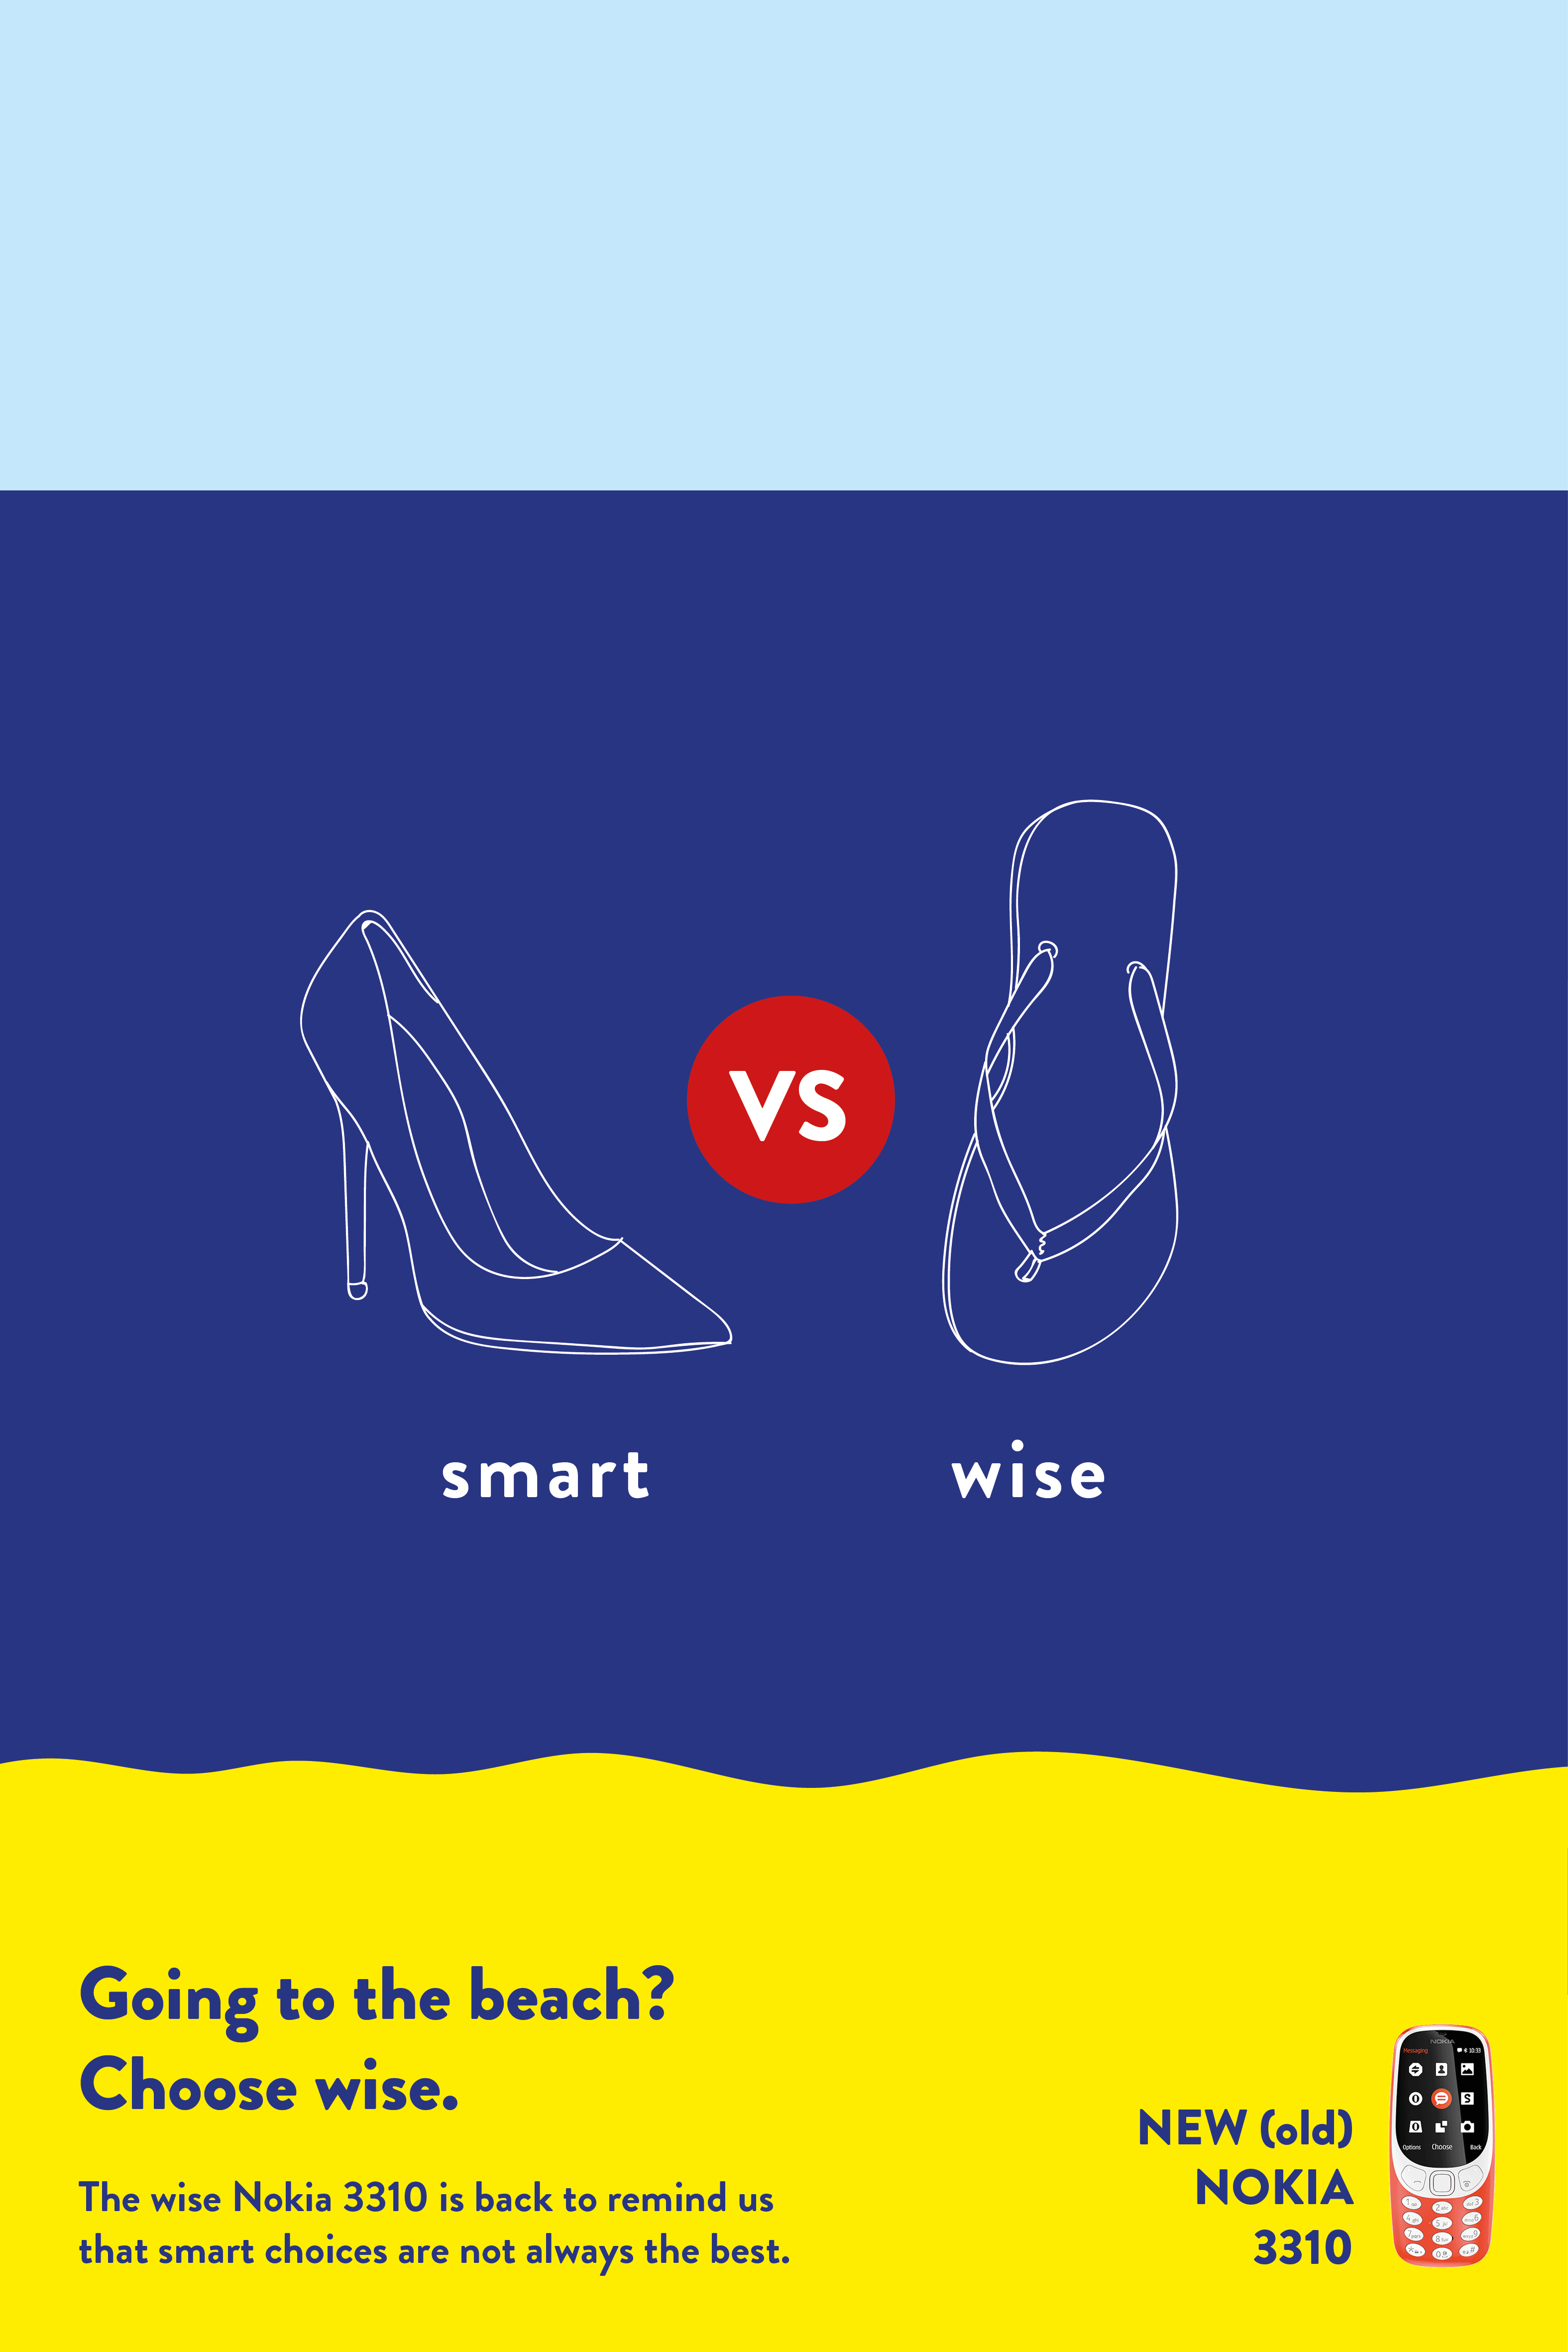 VS
smart wise
Going to the beach?
Choose wise.
The wise Nokia 3310 is back to remind us
that smart choices are not always the best.
NEW (old)
NOKIA
3310
NOKIA
Messaging 10:33
Options Choose Back